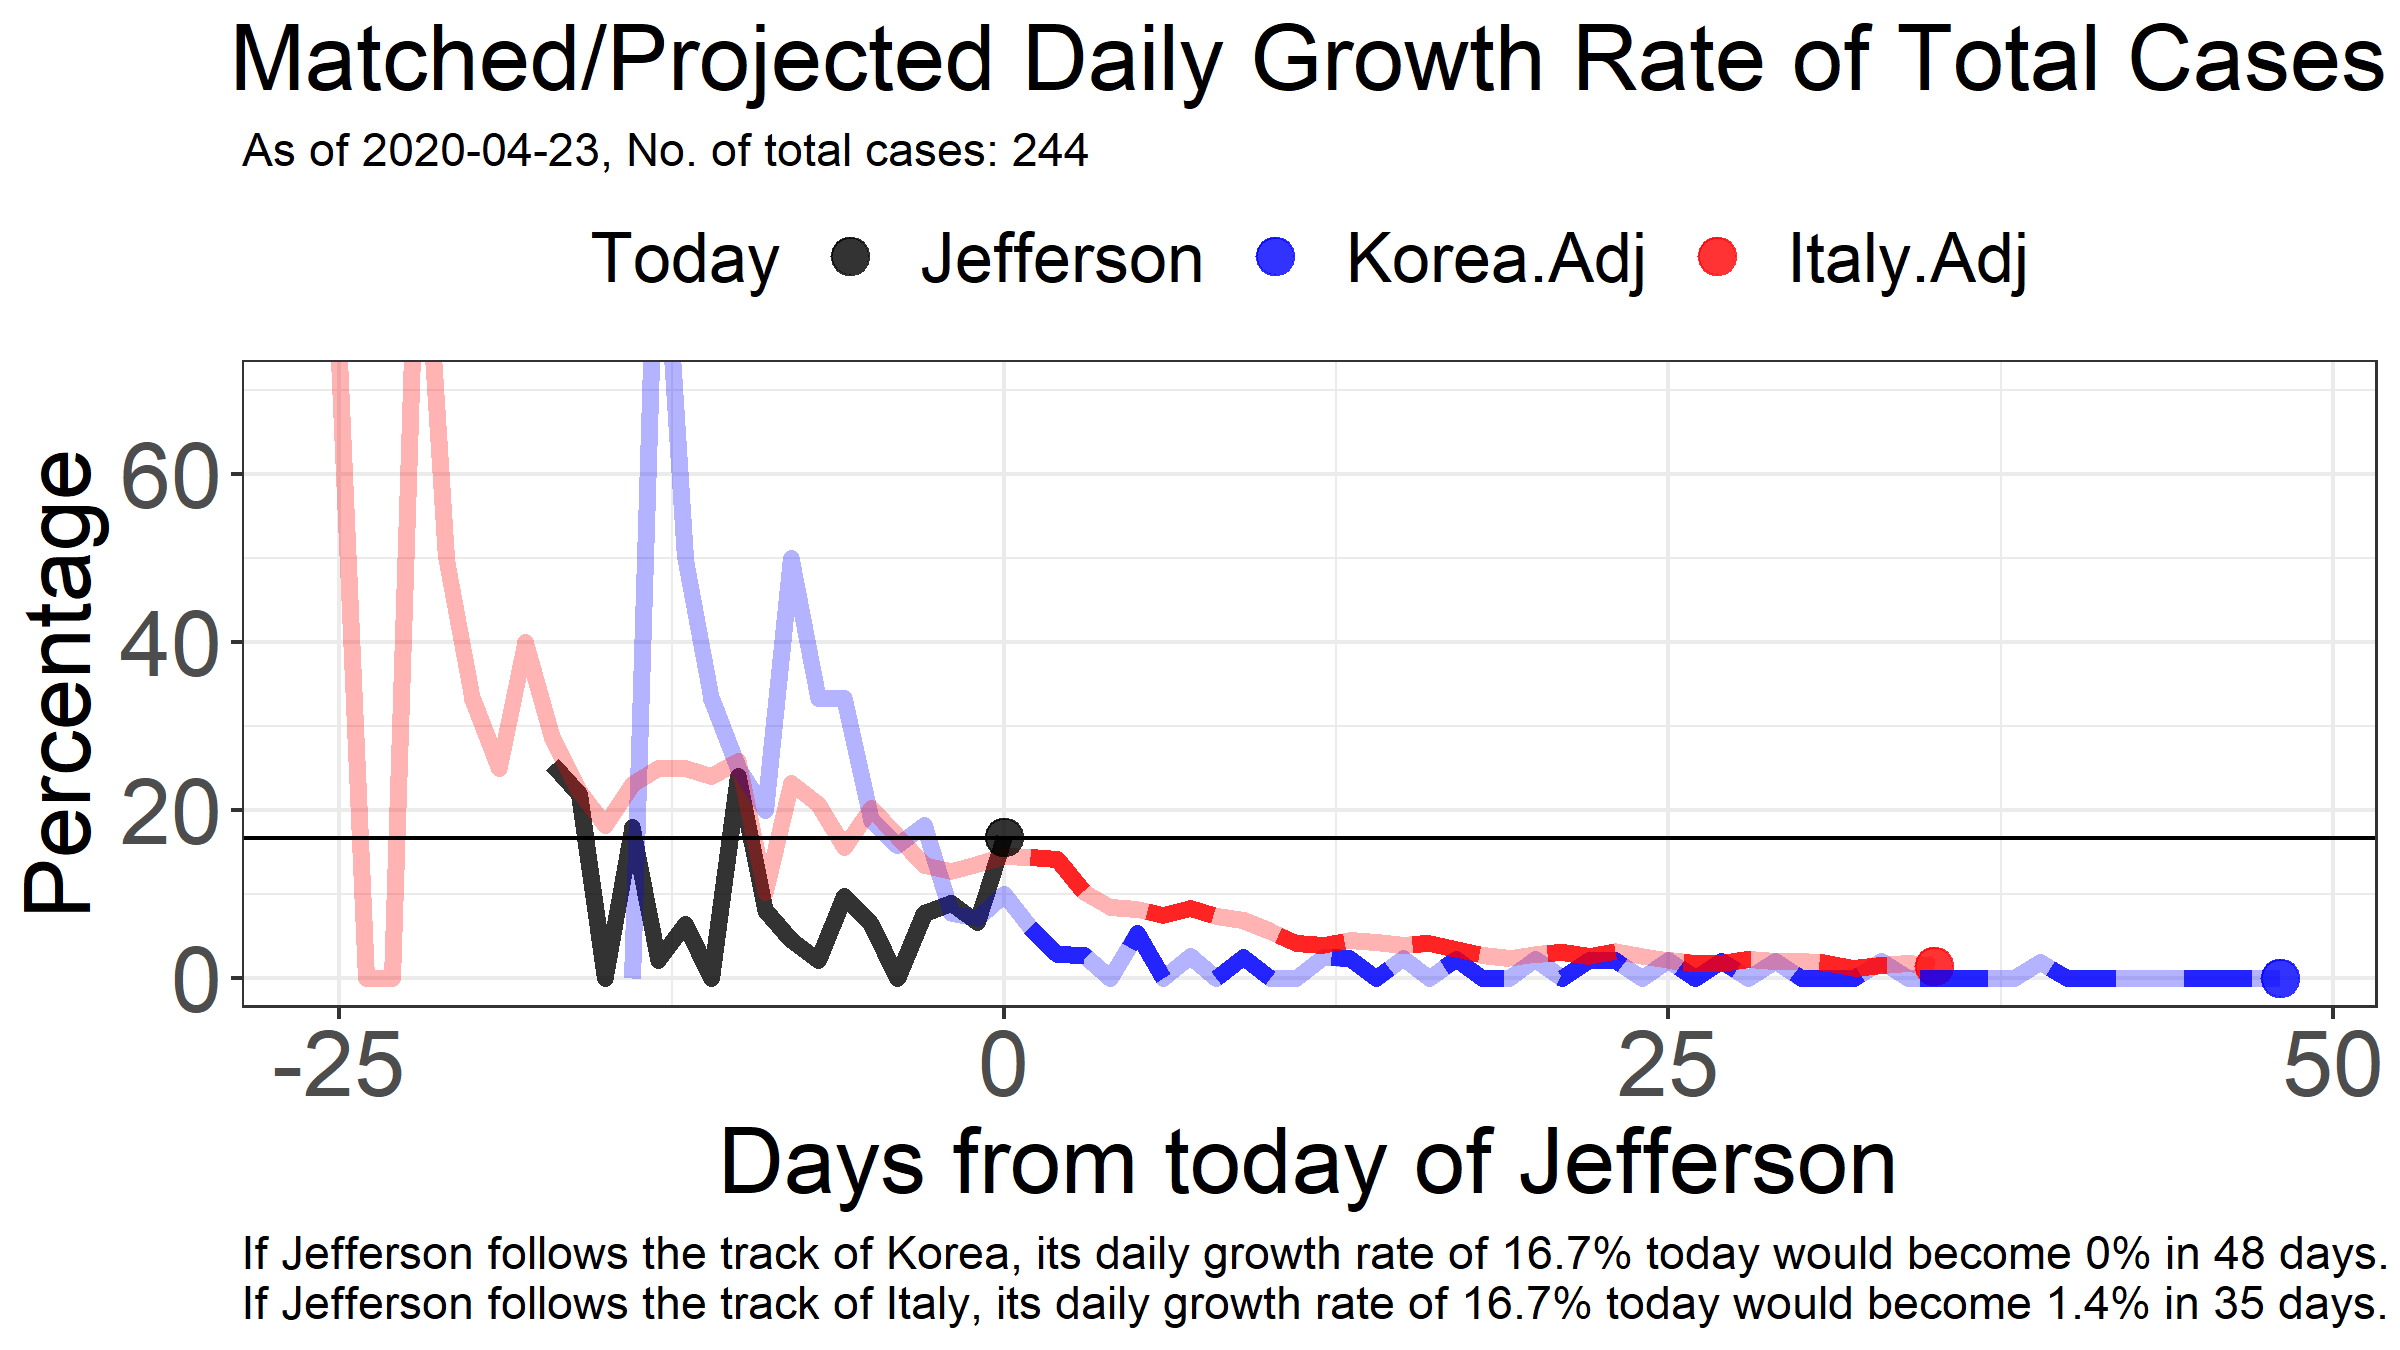 Matched/Projected Daily Growth Rate of Total Cases
As of 2020-04-23, No. of total cases: 244
Today Jefferson Korea.Adj Italy.Adj
Percentage
60
40
20
0
-25 0 25 50
Days from today of Jefferson
If Jefferson follows the track of Korea, its daily growth rate of 16.7% today would become 0% in 48 days.
If Jefferson follows the track of Italy, its daily growth rate of 16.7% today would become 1.4% in 35 days.